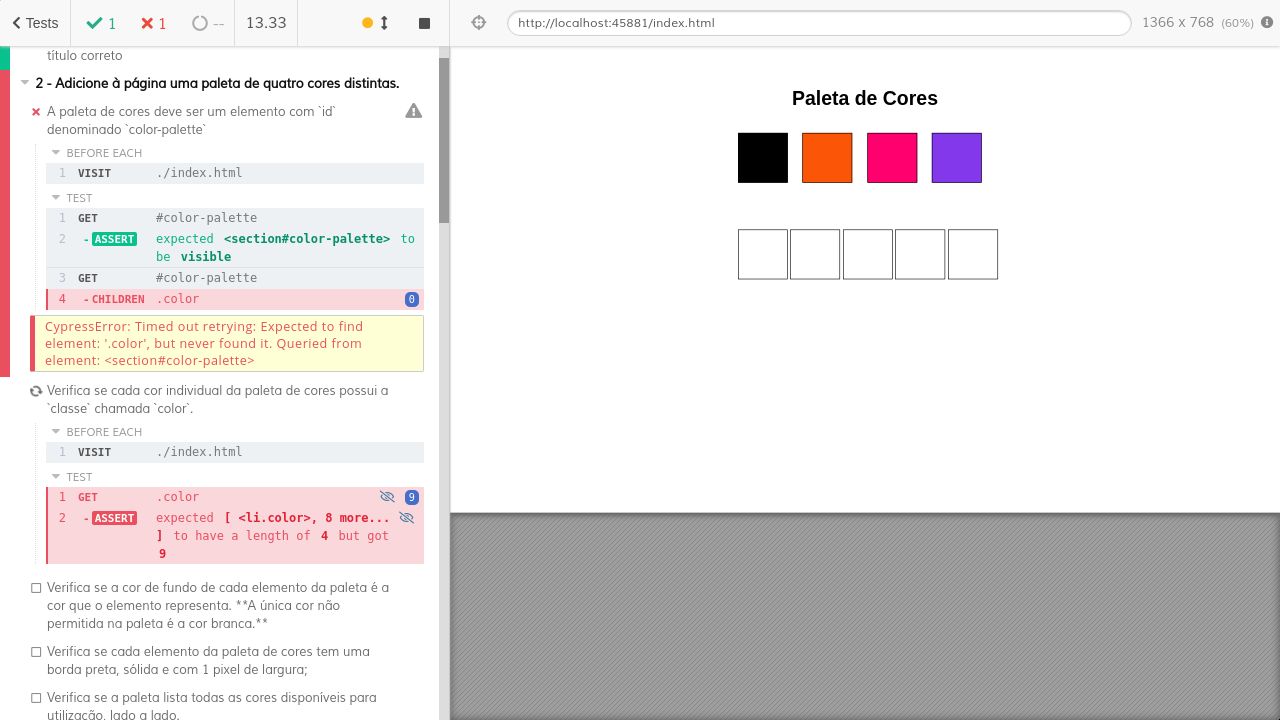 Tests
1
1
--
13.33
http://localhost:45881/index.html
1366 x 768 (60%)
título correto
2 - Adicione à página uma paleta de quatro cores distintas.
A paleta de cores deve ser um elemento com `id`
denominado `color-palette`
BEFORE EACH
1 VISIT ./index.html
TEST
1 GET #color-palette
2 - ASSERT expected <section#color-palette> to
be visible
3 GET #color-palette
4 - CHILDREN .color 0
CypressError: Timed out retrying: Expected to find
element: '.color', but never found it. Queried from
element: <section#color-palette>
Verifica se cada cor individual da paleta de cores possui a
`classe` chamada `color`.
BEFORE EACH
1 VISIT ./index.html
TEST
1 GET .color 9
2 - ASSERT expected [ <li.color>, 8 more...
] to have a length of 4 but got
9
Verifica se a cor de fundo de cada elemento da paleta é a
cor que o elemento representa. **A única cor não
permitida na paleta é a cor branca.**
Verifica se cada elemento da paleta de cores tem uma
borda preta, sólida e com 1 pixel de largura;
Verifica se a paleta lista todas as cores disponíveis para
utilização, lado a lado.
Paleta de Cores